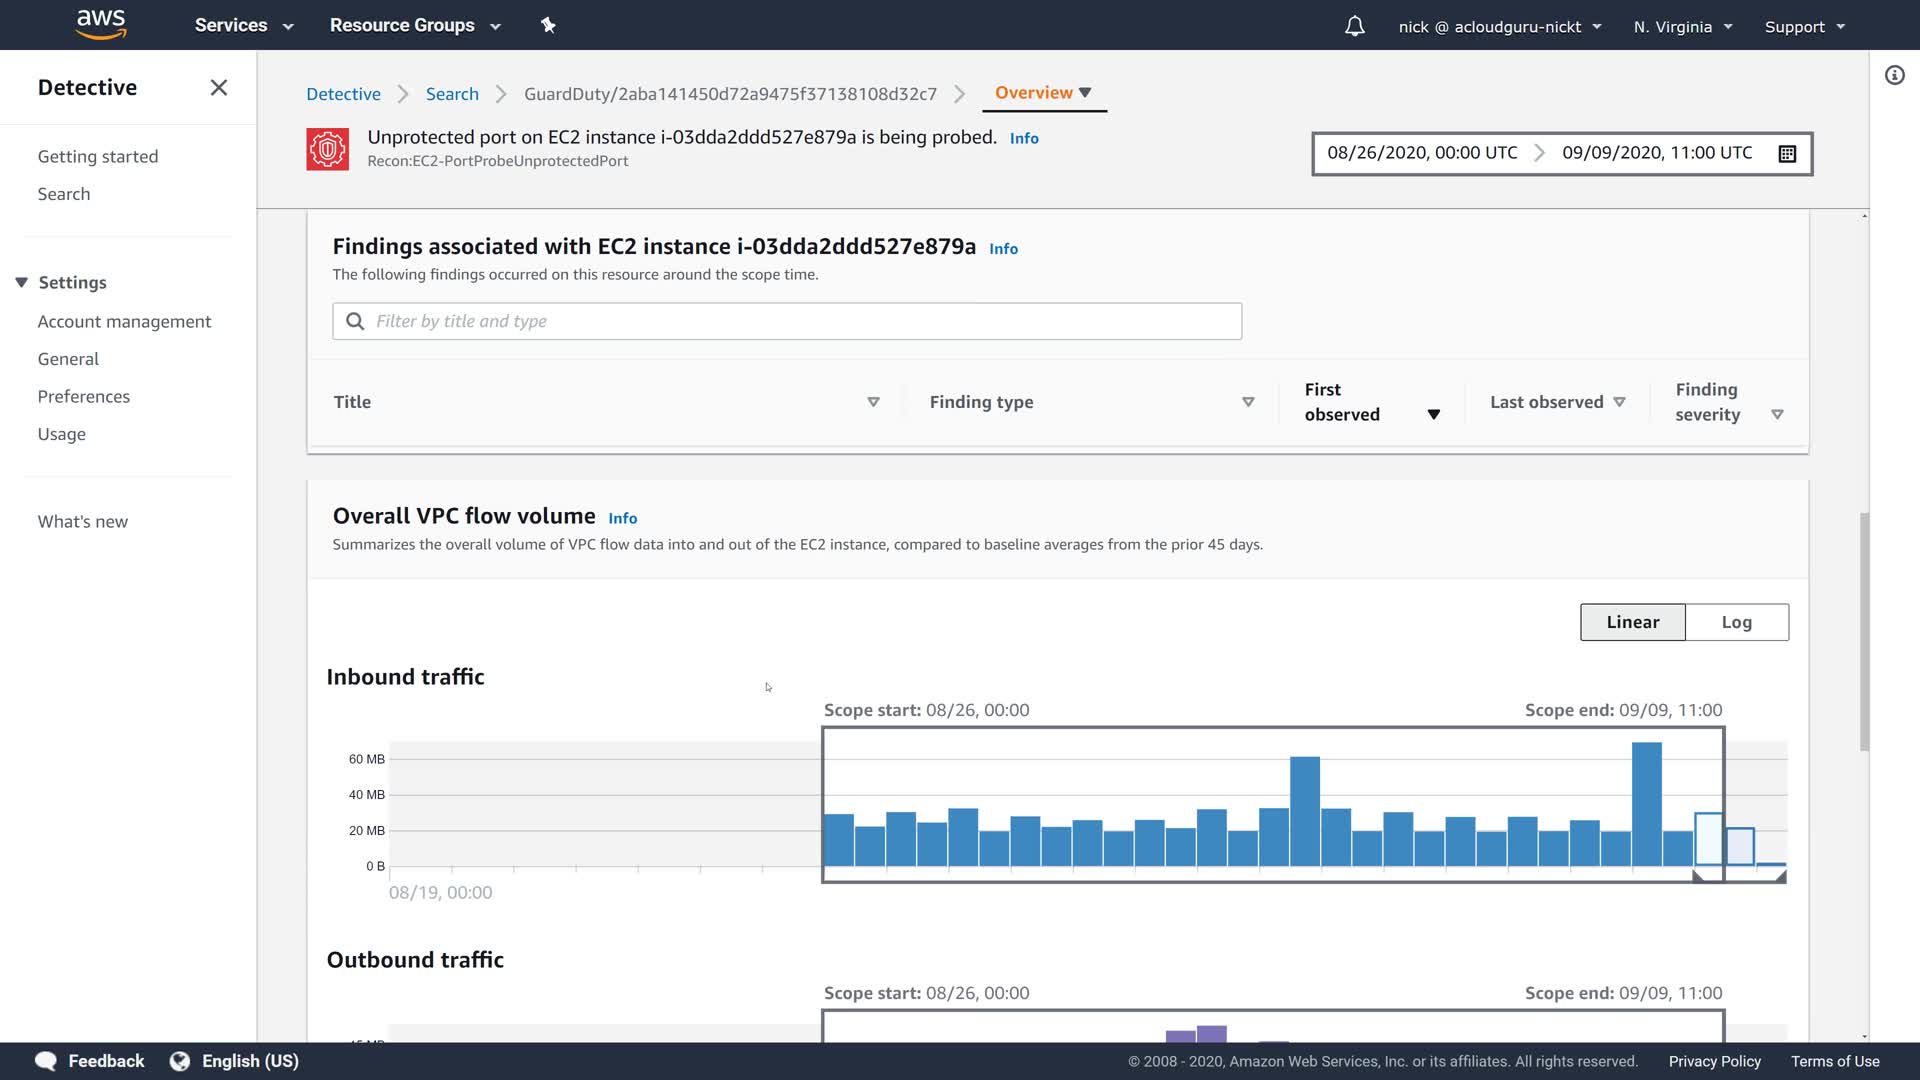 aws
Services
Resource Groups
nick @ acloudguru-nickt
N. Virginia
Support
Detective
Getting started
Search
Settings
Account management
General
Preferences
Usage
What's new
Detective
Search
GuardDuty/2aba141450d72a9475f37138108d32c7
Overview
Unprotected port on EC2 instance i-03dda2ddd527e879a is being probed. Info
Recon:EC2-PortProbeUnprotectedPort
08/26/2020, 00:00 UTC
09/09/2020, 11:00 UTC
Findings associated with EC2 instance i-03dda2ddd527e879a Info
The following findings occurred on this resource around the scope time.
Filter by title and type
Title
Finding type
First
observed
Last observed
Finding
severity
Overall VPC flow volume Info
Summarizes the overall volume of VPC flow data into and out of the EC2 instance, compared to baseline averages from the prior 45 days.
Linear
Log
Inbound traffic
Scope start: 08/26, 00:00
Scope end: 09/09, 11:00
60 MB
40 MB
20 MB
0 B
08/19, 00:00
Outbound traffic
Scope start: 08/26, 00:00
Scope end: 09/09, 11:00
Feedback
English (US)
© 2008 - 2020, Amazon Web Services, Inc. or its affiliates. All rights reserved.
Privacy Policy
Terms of Use